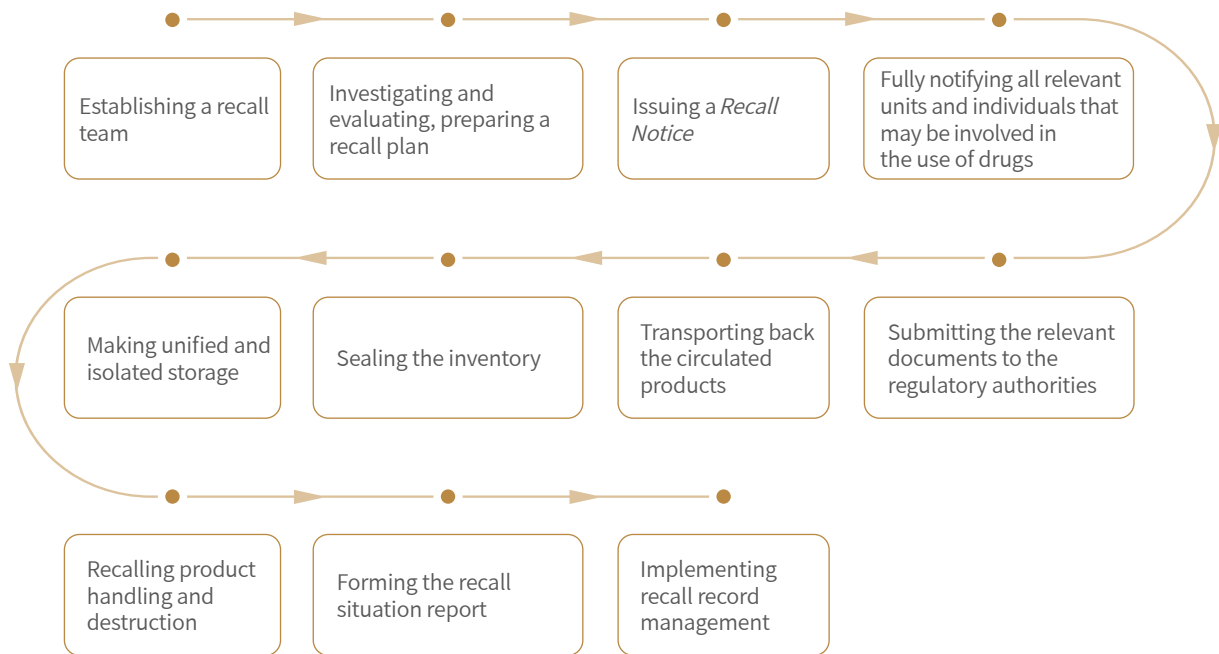 Establishing a recall
team
Investigating and
evaluating, preparing a
recall plan
Issuing a Recall
Notice
Fully notifying all relevant
units and individuals that
may be involved in
the use of drugs
Submitting the relevant
documents to the
regulatory authorities
Transporting back
the circulated
products
Sealing the inventory
Making unified and
isolated storage
Recalling product
handling and
destruction
Forming the recall
situation report
Implementing
recall record
management